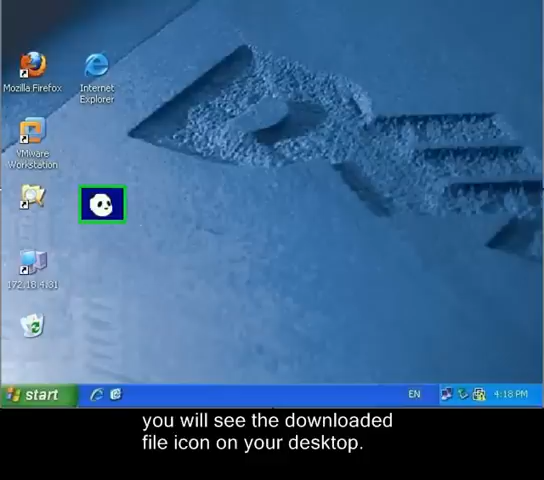 Mozilla Firefox
Internet
Explorer
VMware
Workstation
172.18.4.31
start
EN
4:18 PM
you will see the downloaded
file icon on your desktop.